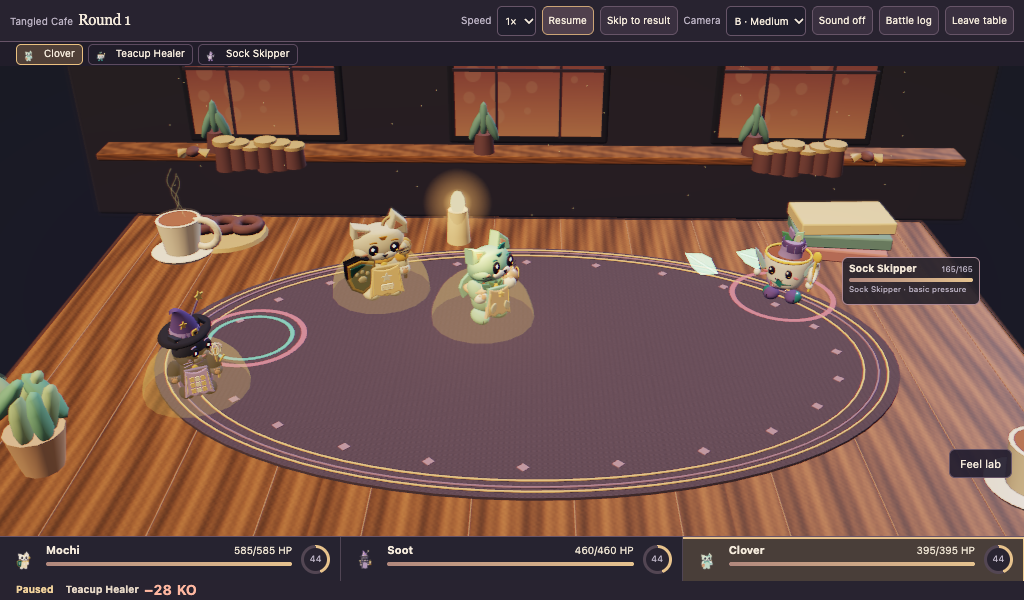 Tangled Cafe Round 1
Speed 1x Resume Skip to result Camera B · Medium Sound off Battle log Leave table
Clover Teacup Healer Sock Skipper
Sock Skipper 165/165
Sock Skipper · basic pressure
Feel lab
Mochi 585/585 HP 44
Soot 460/460 HP 44
Clover 395/395 HP 44
Paused Teacup Healer −28 KO